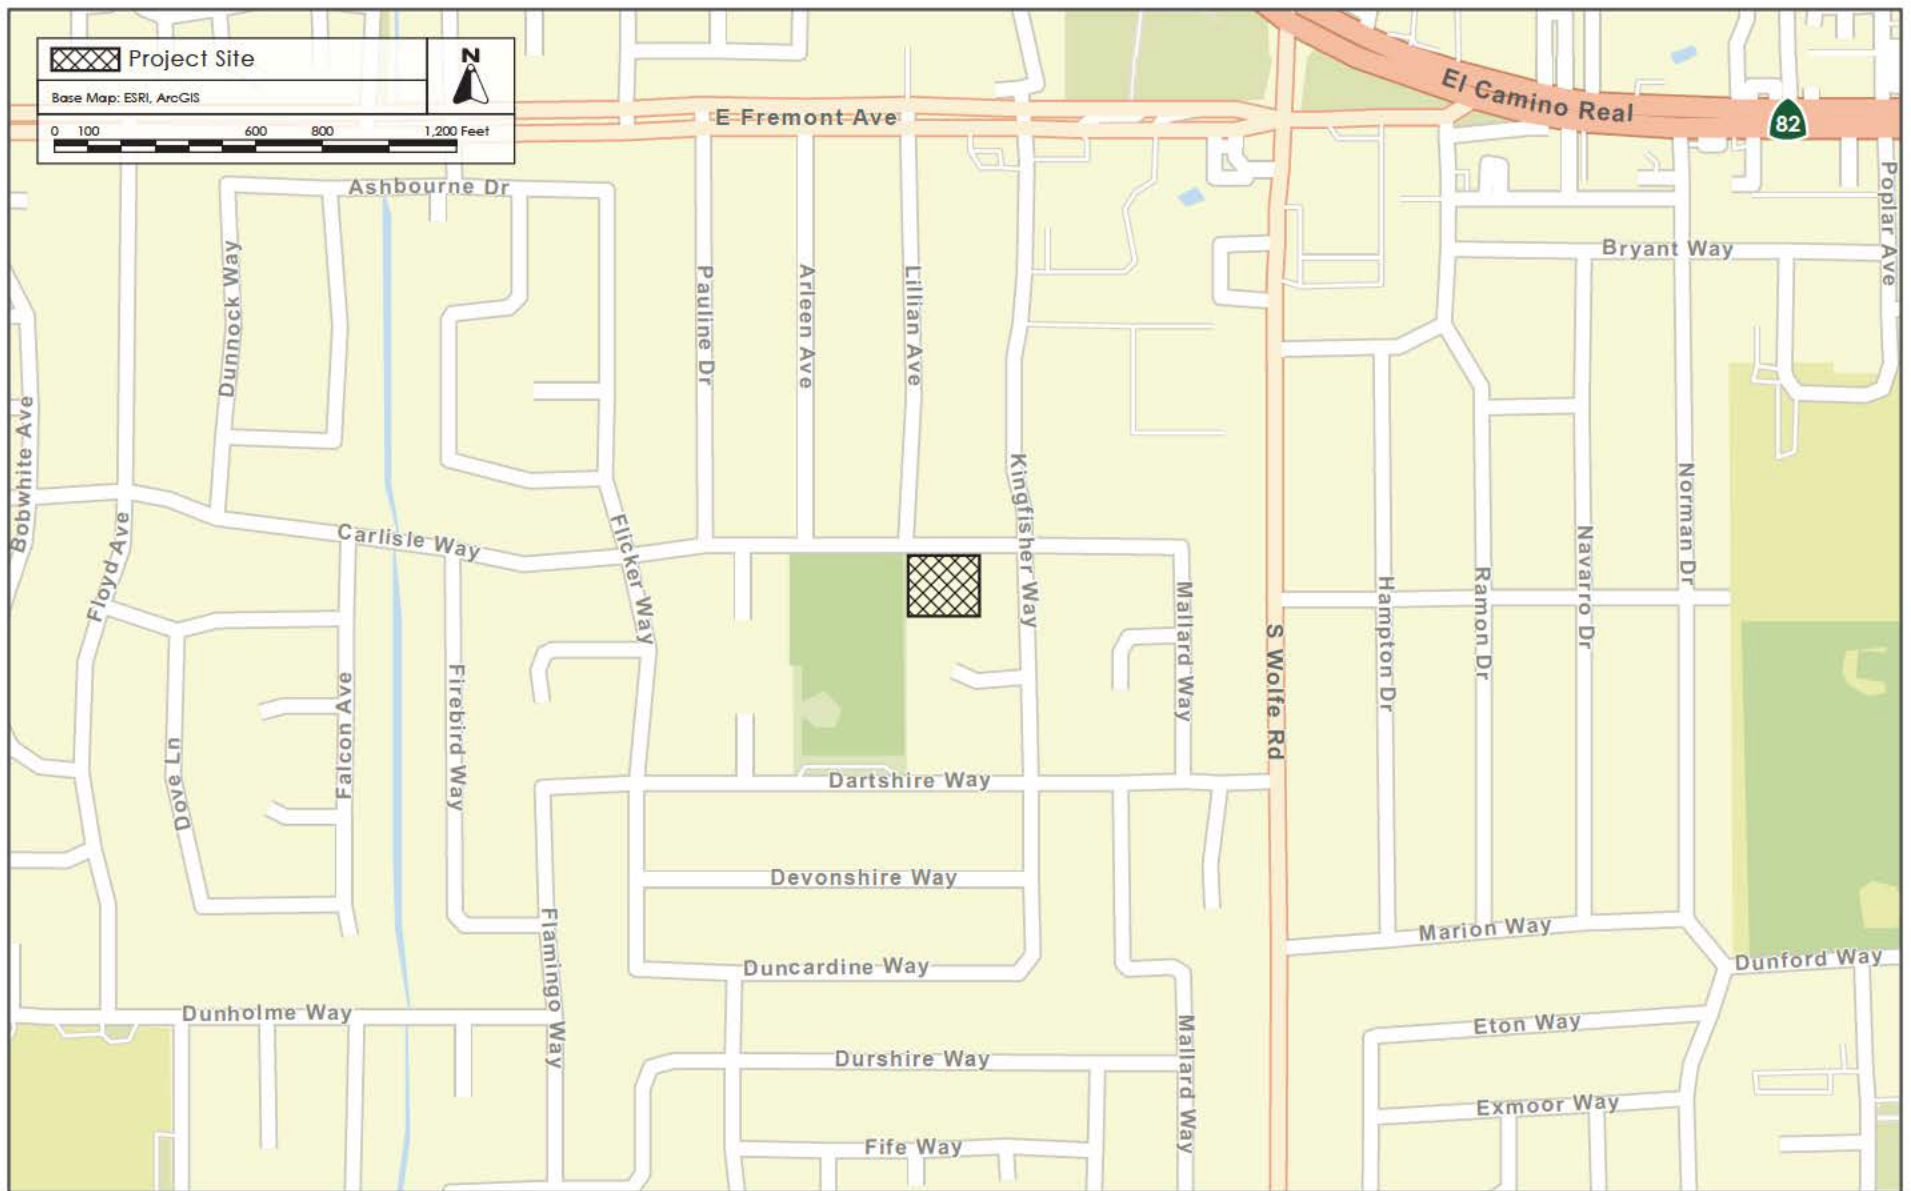 Project Site
N
Base Map: ESRI, ArcGIS
0 100 600 800 1,200 Feet
El Camino Real
82
E Fremont Ave
Ashbourne Dr
Poplar Ave
Bryant Way
Dunnock Way
Pauline Dr
Arleen Ave
Lillian Ave
Bobwhite Ave
Kingfisher Way
Norman Dr
Floyd Ave
Carlisle Way
Flicker Way
Navarro Dr
Hampton Dr
Ramon Dr
Mallard Way
S Wolfe Rd
Falcon Ave
Firebird Way
Dove Ln
Dartshire Way
Devonshire Way
Flamingo Way
Marion Way
Duncardine Way
Dunford Way
Dunholme Way
Eton Way
Mallard Way
Durshire Way
Exmoor Way
Fife Way